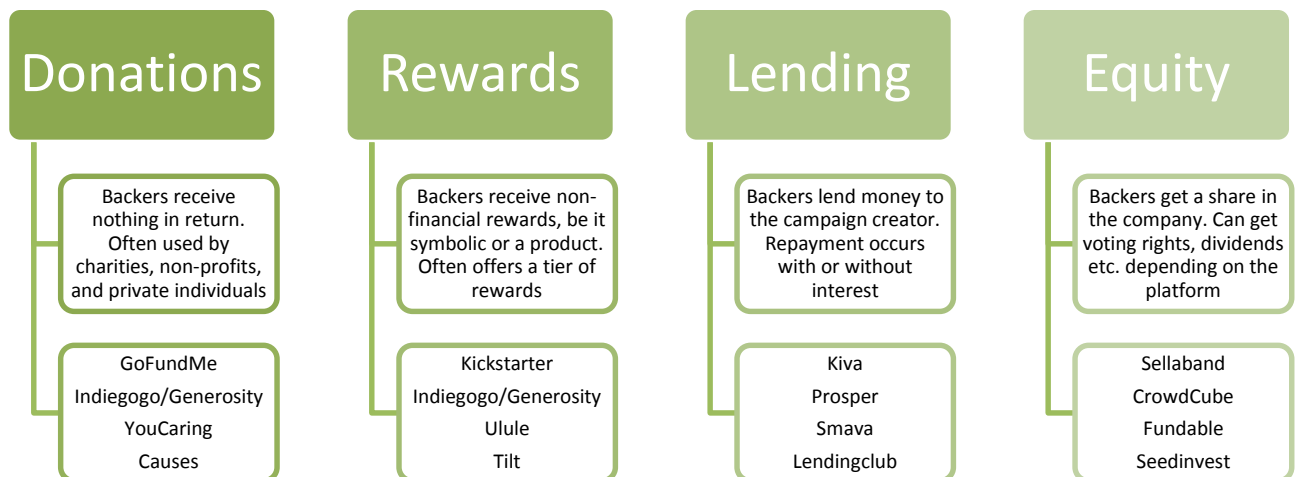 Donations
Backers receive
nothing in return.
Often used by
charities, non-profits,
and private individuals
GoFundMe
Indiegogo/Generosity
YouCaring
Causes
Rewards
Backers receive non-
financial rewards, be it
symbolic or a product.
Often offers a tier of
rewards
Kickstarter
Indiegogo/Generosity
Ulule
Tilt
Lending
Backers lend money to
the campaign creator.
Repayment occurs
with or without
interest
Kiva
Prosper
Smava
Lendingclub
Equity
Backers get a share in
the company. Can get
voting rights, dividends
etc. depending on the
platform
Sellaband
CrowdCube
Fundable
Seedinvest